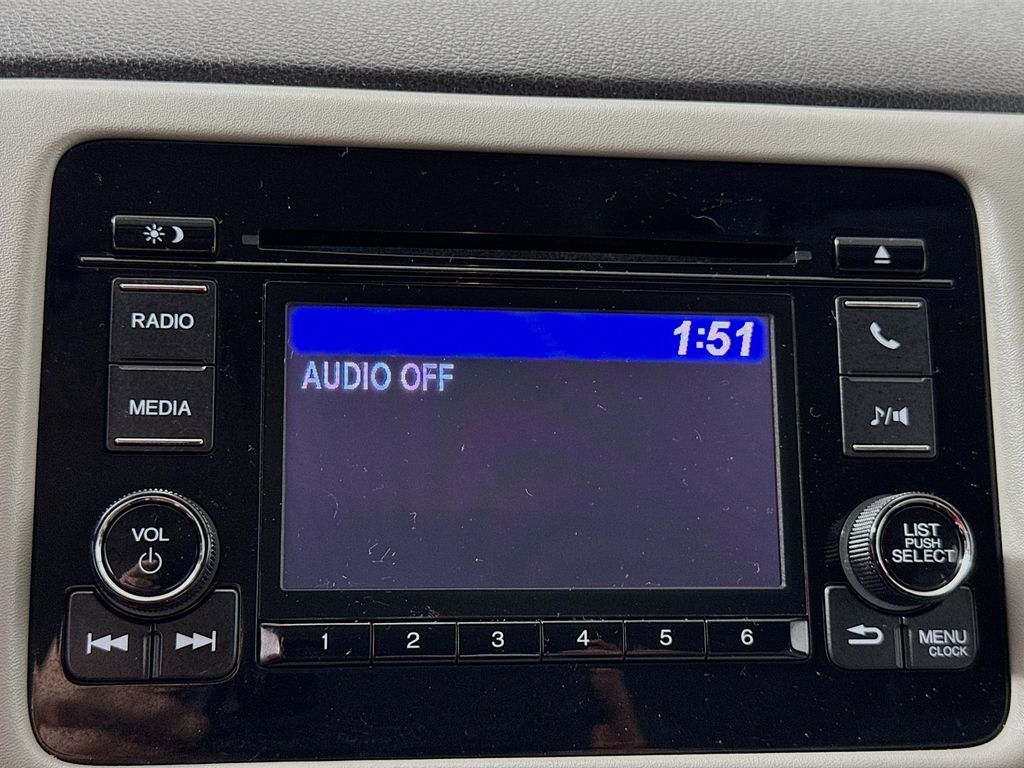 RADIO
1:51
AUDIO OFF
MEDIA
VOL
LIST
PUSH
SELECT
1 2 3 4 5 6
MENU
CLOCK